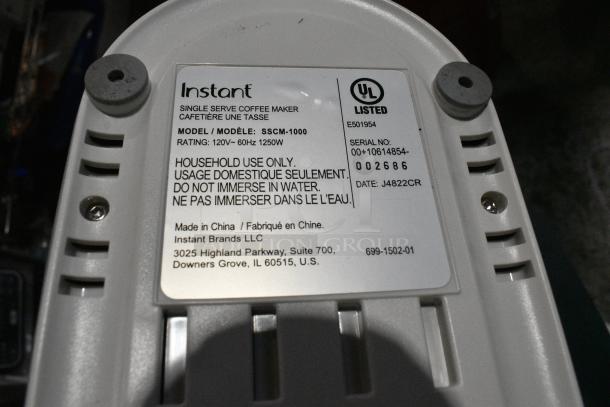 Instant
SINGLE SERVE COFFEE MAKER
CAFETIÈRE UNE TASSE
MODEL / MODÈLE: SSCM-1000
RATING: 120V~ 60Hz 1250W
HOUSEHOLD USE ONLY.
USAGE DOMESTIQUE SEULEMENT.
DO NOT IMMERSE IN WATER.
NE PAS IMMERSER DANS LE L'EAU.
Made in China / Fabriqué en Chine.
Instant Brands LLC
3025 Highland Parkway, Suite 700,
Downers Grove, IL 60515, U.S.
UL
LISTED
E501954
SERIAL NO:
00+10614854-
002686
DATE: J4822CR
699-1502-01
GROUP